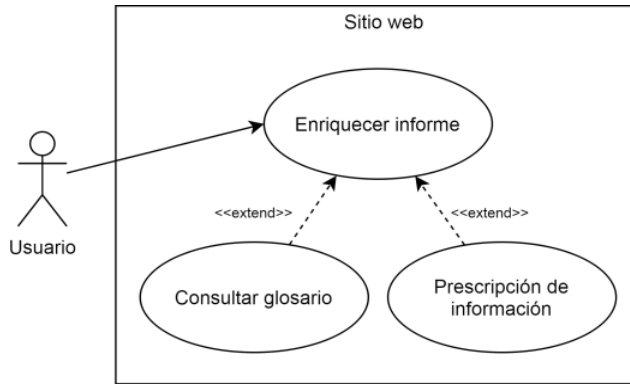 Sitio web
Enriquecer informe
<<extend>>
<<extend>>
Usuario
Consultar glosario
Prescripción de
información